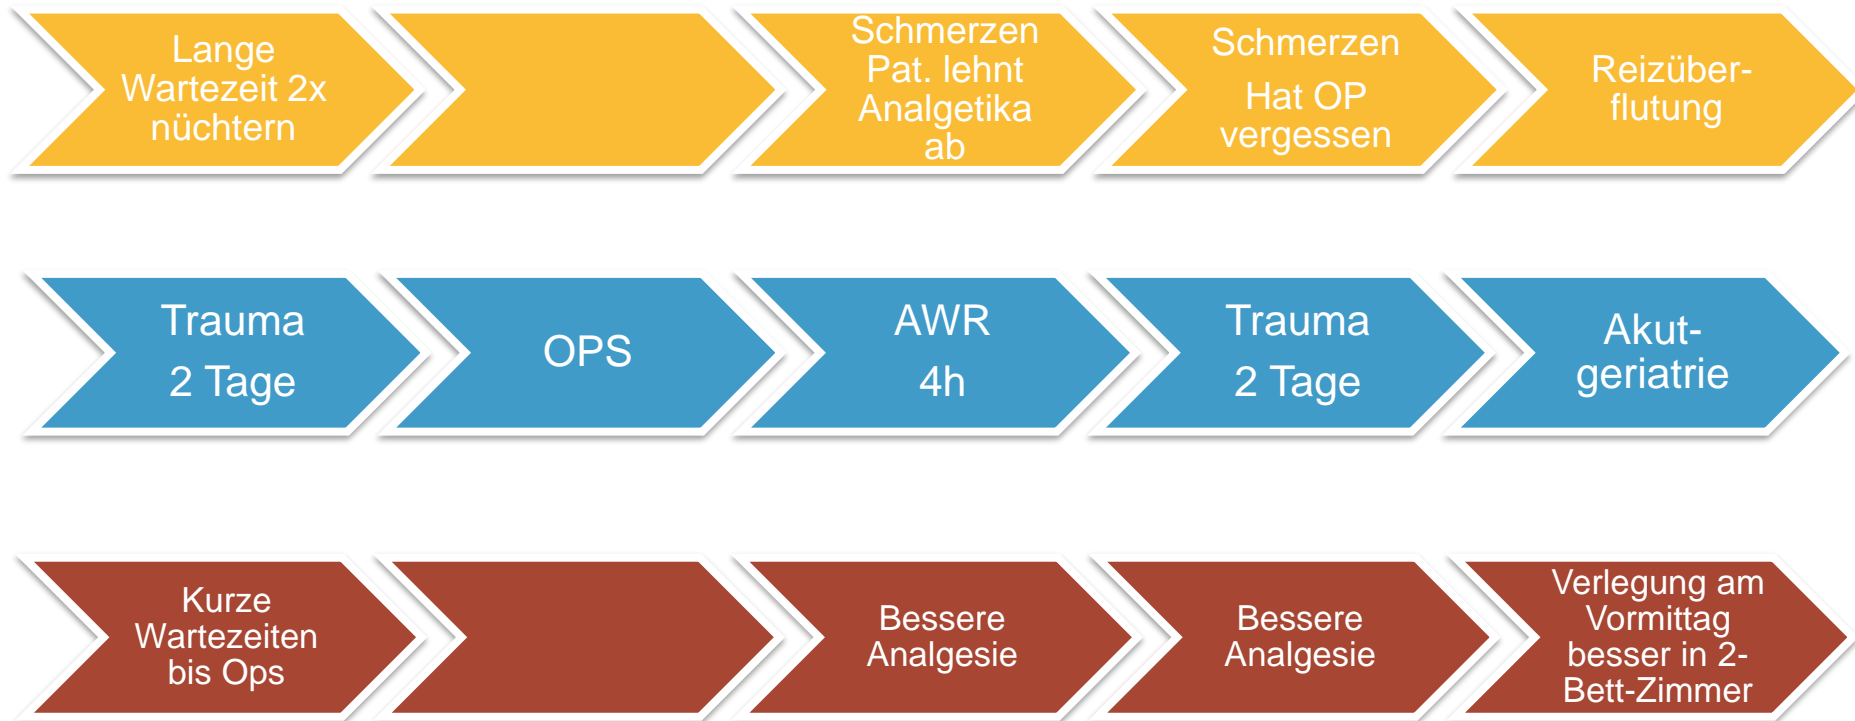 Lange
Wartezeit 2x
nüchtern
Schmerzen
Pat. lehnt
Analgetika
ab
Schmerzen
Hat OP
vergessen
Reizüber-
flutung
Trauma
2 Tage
OPS
AWR
4h
Trauma
2 Tage
Akut-
geriatrie
Kurze
Wartezeiten
bis Ops
Bessere
Analgesie
Bessere
Analgesie
Verlegung am
Vormittag
besser in 2-
Bett-Zimmer